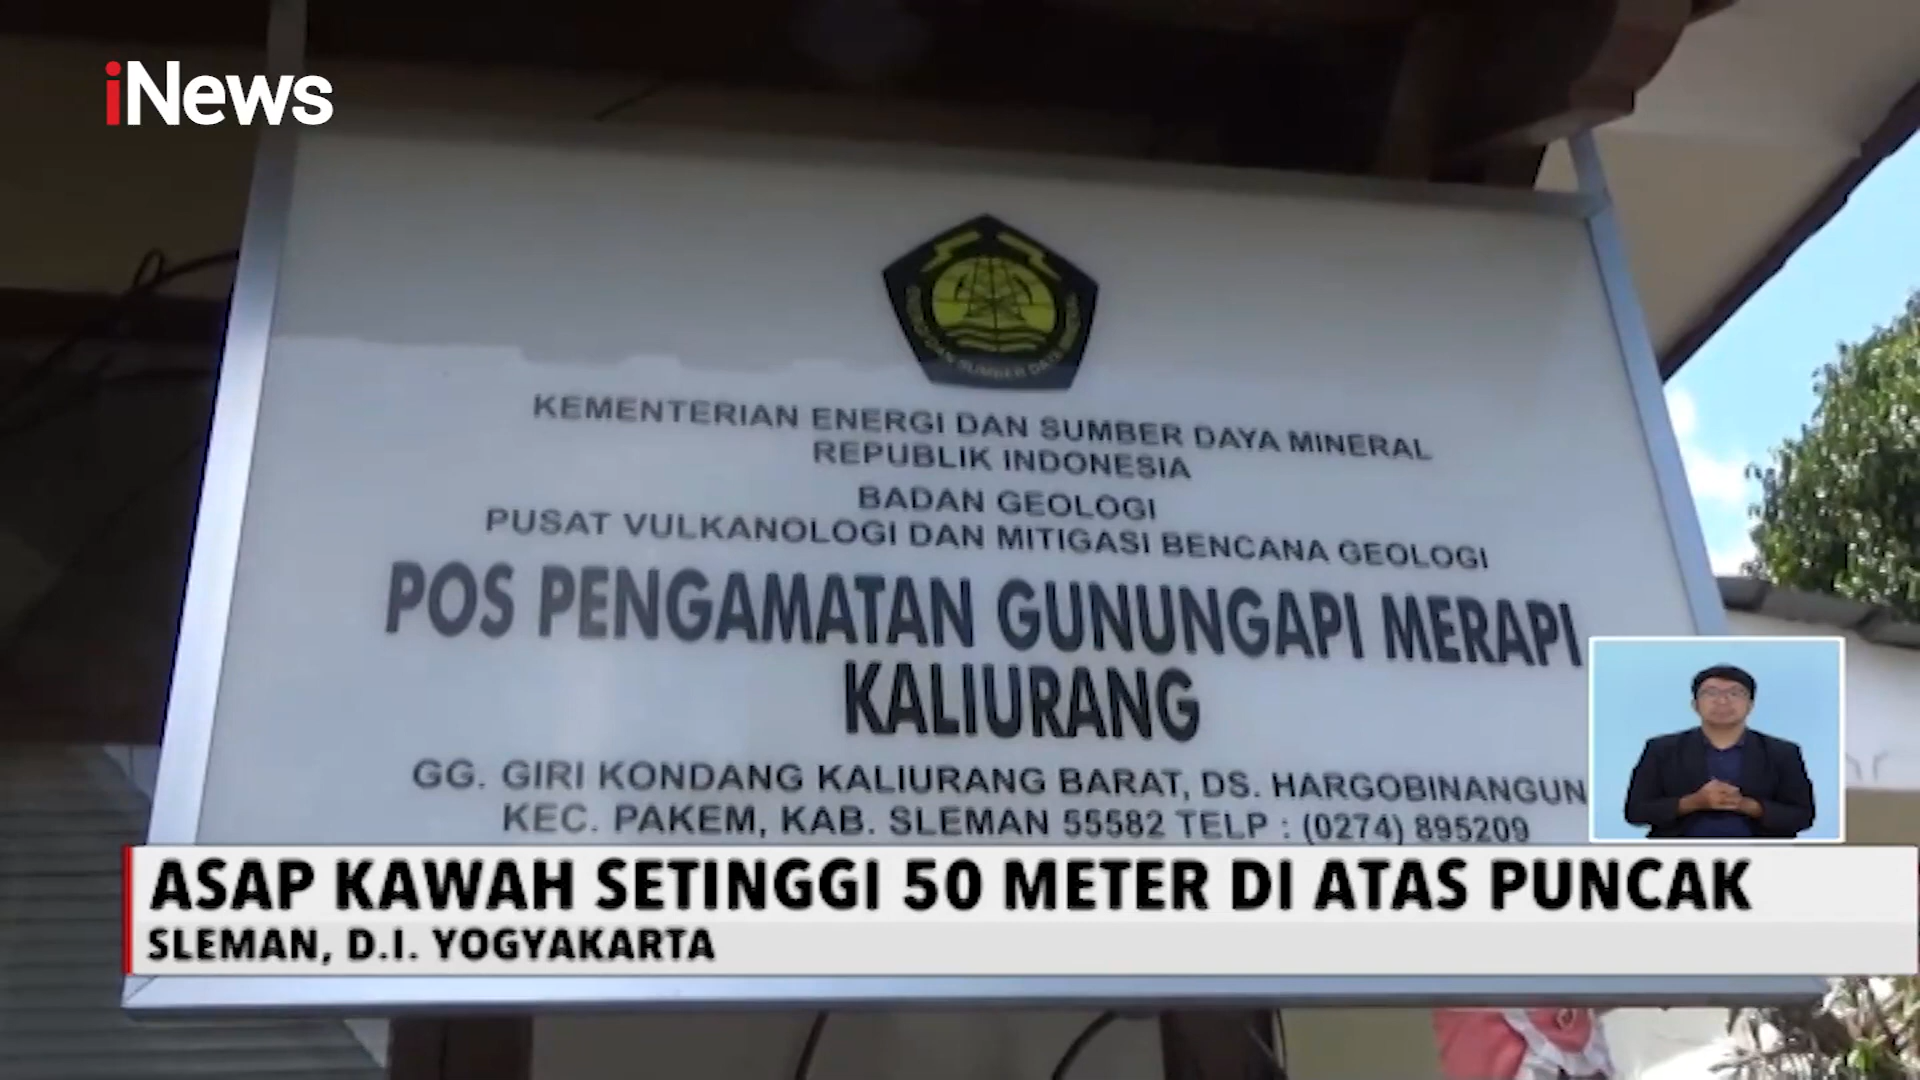 iNews
KEMENTERIAN ENERGI DAN SUMBER DAYA MINERAL
REPUBLIK INDONESIA
BADAN GEOLOGI
PUSAT VULKANOLOGI DAN MITIGASI BENCANA GEOLOGI
POS PENGAMATAN GUNUNGAPI MERAPI
KALIURANG
GG. GIRI KONDANG KALIURANG BARAT, DS. HARGOBINANGUN
KEC. PAKEM, KAB. SLEMAN 55582 TELP : (0274) 895209
ASAP KAWAH SETINGGI 50 METER DI ATAS PUNCAK
SLEMAN, D.I. YOGYAKARTA